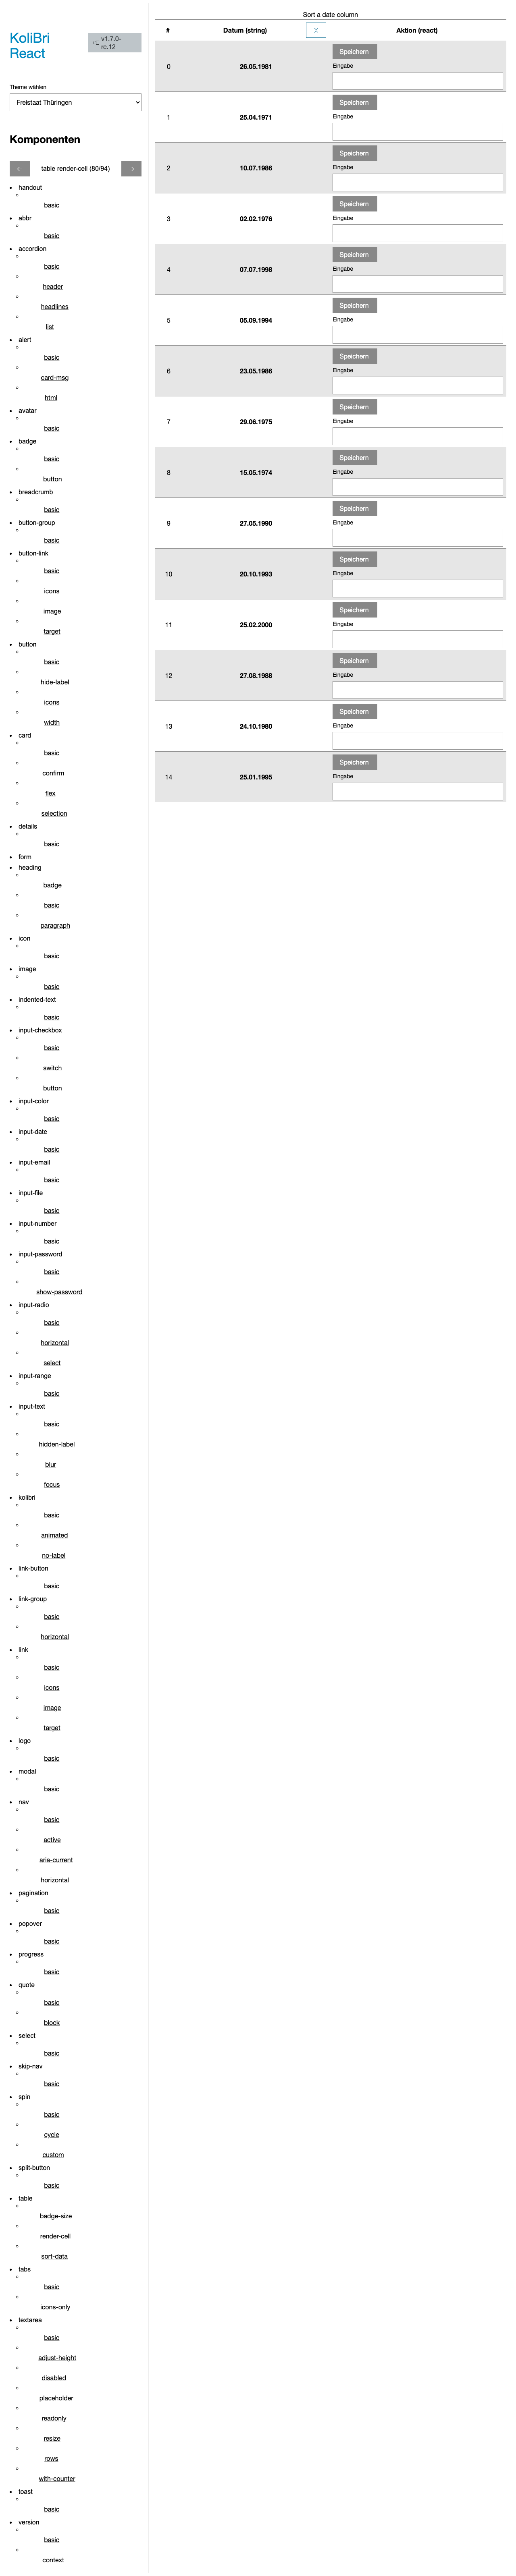 KoliBri
React
v1.7.0-
rc.12
Theme wählen
Freistaat Thüringen
Komponenten
table render-cell (80/94)
handout
basic
abbr
basic
accordion
basic
header
headlines
list
alert
basic
card-msg
html
avatar
basic
badge
basic
button
breadcrumb
basic
button-group
basic
button-link
basic
icons
image
target
button
basic
hide-label
icons
width
card
basic
confirm
flex
selection
details
basic
form
heading
badge
basic
paragraph
icon
basic
image
basic
indented-text
basic
input-checkbox
basic
switch
button
input-color
basic
input-date
basic
input-email
basic
input-file
basic
input-number
basic
input-password
basic
show-password
input-radio
basic
horizontal
select
input-range
basic
input-text
basic
hidden-label
blur
focus
kolibri
basic
animated
no-label
link-button
basic
link-group
basic
horizontal
link
basic
icons
image
target
logo
basic
modal
basic
nav
basic
active
aria-current
horizontal
pagination
basic
popover
basic
progress
basic
quote
basic
block
select
basic
skip-nav
basic
spin
basic
cycle
custom
split-button
basic
table
badge-size
render-cell
sort-data
tabs
basic
icons-only
textarea
basic
adjust-height
disabled
placeholder
readonly
resize
rows
with-counter
toast
basic
version
basic
context
Sort a date column
# Datum (string) Aktion (react)
Speichern
Eingabe
0 26.05.1981
Speichern
Eingabe
1 25.04.1971
Speichern
Eingabe
2 10.07.1986
Speichern
Eingabe
3 02.02.1976
Speichern
Eingabe
4 07.07.1998
Speichern
Eingabe
5 05.09.1994
Speichern
Eingabe
6 23.05.1986
Speichern
Eingabe
7 29.06.1975
Speichern
Eingabe
8 15.05.1974
Speichern
Eingabe
9 27.05.1990
Speichern
Eingabe
10 20.10.1993
Speichern
Eingabe
11 25.02.2000
Speichern
Eingabe
12 27.08.1988
Speichern
Eingabe
13 24.10.1980
Speichern
Eingabe
14 25.01.1995